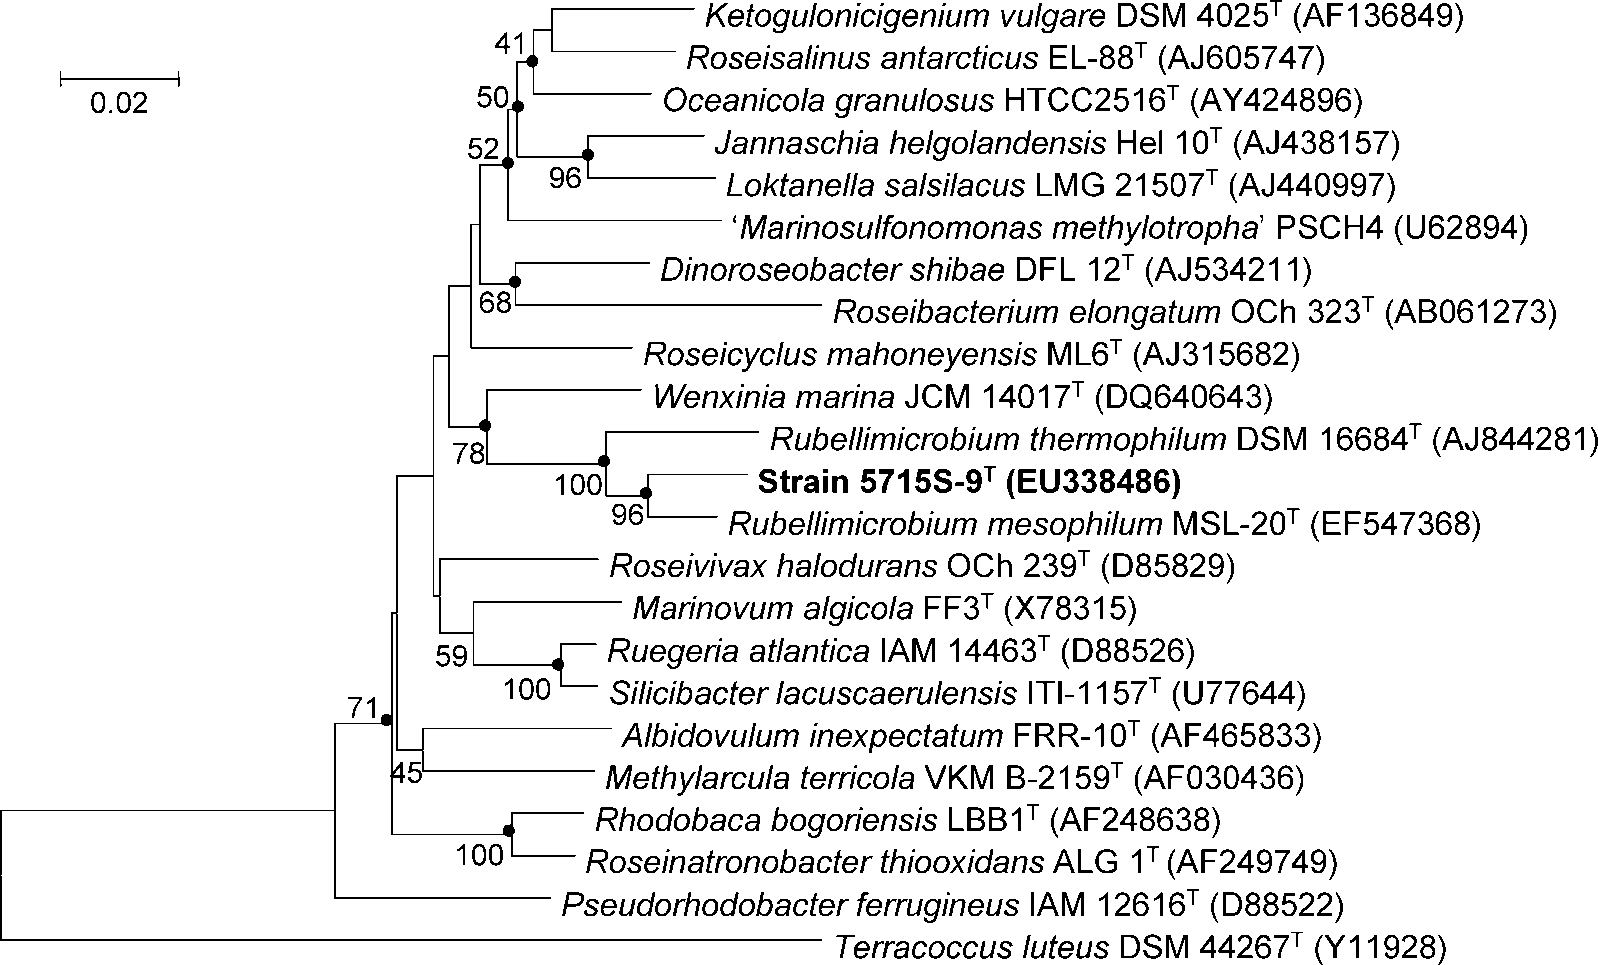 Ketogulonicigenium vulgare DSM 4025ᵀ (AF136849)
41
Roseisalinus antarcticus EL-88ᵀ (AJ605747)
0.02
50
Oceanicola granulosus HTCC2516ᵀ (AY424896)
Jannaschia helgolandensis Hel 10ᵀ (AJ438157)
52
96
Loktanella salsilacus LMG 21507ᵀ (AJ440997)
‘Marinosulfonomonas methylotropha’ PSCH4 (U62894)
Dinoroseobacter shibae DFL 12ᵀ (AJ534211)
68
Roseibacterium elongatum OCh 323ᵀ (AB061273)
Roseicyclus mahoneyensis ML6ᵀ (AJ315682)
Wenxinia marina JCM 14017ᵀ (DQ640643)
78
Rubellimicrobium thermophilum DSM 16684ᵀ (AJ844281)
100
Strain 5715S-9ᵀ (EU338486)
96
Rubellimicrobium mesophilum MSL-20ᵀ (EF547368)
Roseivivax halodurans OCh 239ᵀ (D85829)
Marinovum algicola FF3ᵀ (X78315)
59
Ruegeria atlantica IAM 14463ᵀ (D88526)
100
Silicibacter lacuscaerulensis ITI-1157ᵀ (U77644)
71
Albidovulum inexpectatum FRR-10ᵀ (AF465833)
45
Methylarcula terricola VKM B-2159ᵀ (AF030436)
Rhodobaca bogoriensis LBB1ᵀ (AF248638)
100
Roseinatronobacter thiooxidans ALG 1ᵀ (AF249749)
Pseudorhodobacter ferrugineus IAM 12616ᵀ (D88522)
Terracoccus luteus DSM 44267ᵀ (Y11928)